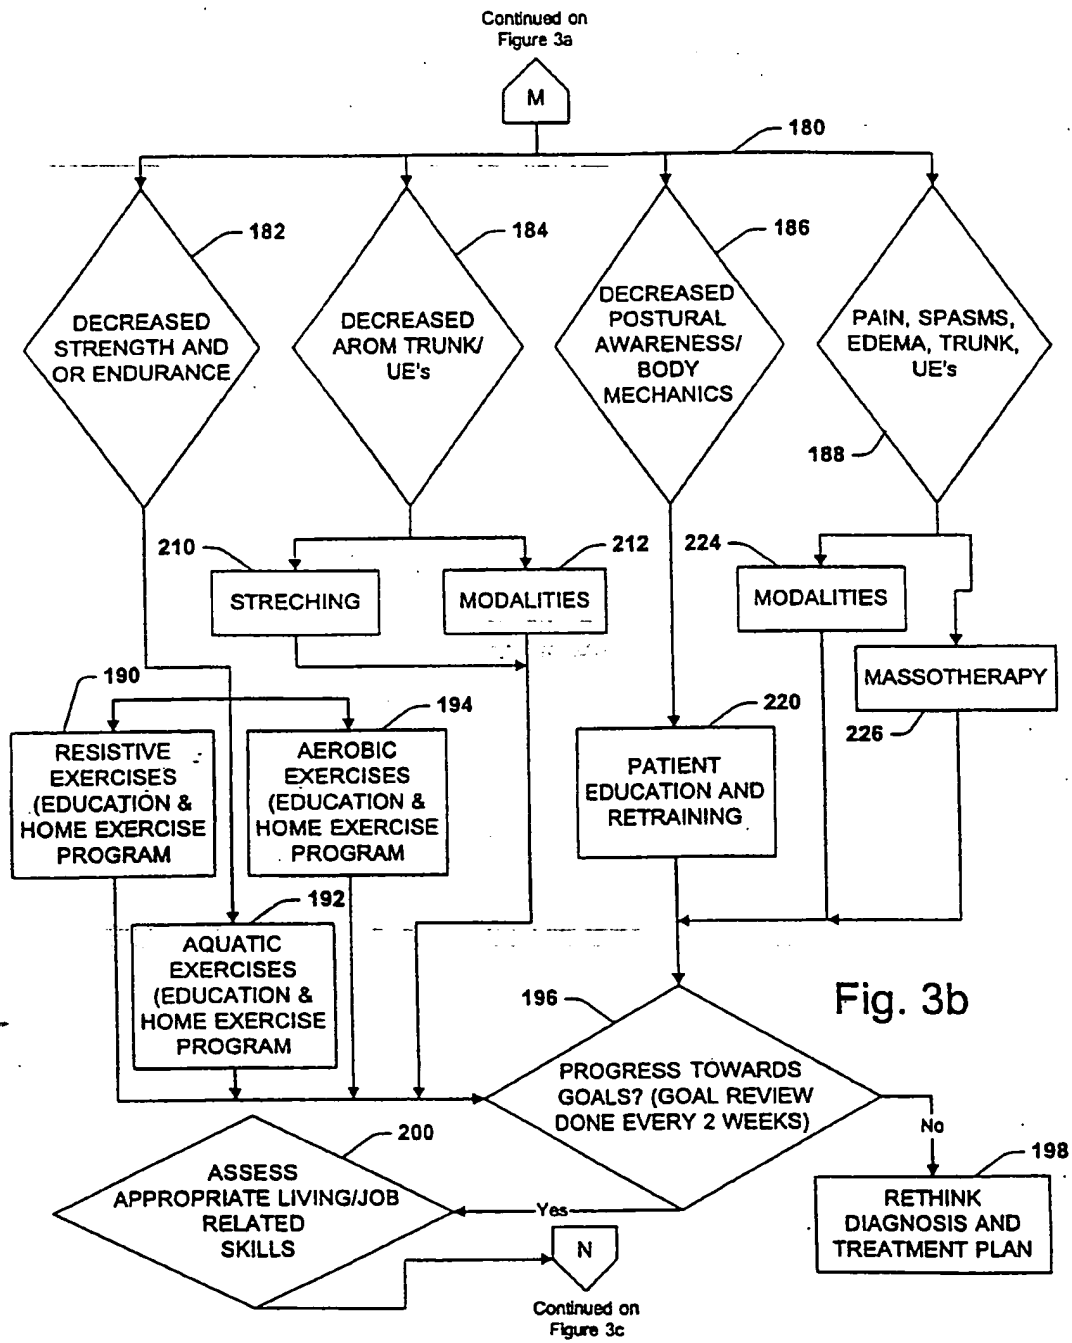 Continued on
Figure 3a
M
180
182
184
186
DECREASED
STRENGTH AND
OR ENDURANCE
DECREASED
AROM TRUNK/
UE's
DECREASED
POSTURAL
AWARENESS/
BODY
MECHANICS
PAIN, SPASMS,
EDEMA, TRUNK,
UE's
188
210
212
224
STRECHING
MODALITIES
MODALITIES
MASSOTHERAPY
226
190
194
220
RESISTIVE
EXERCISES
(EDUCATION &
HOME EXERCISE
PROGRAM
AEROBIC
EXERCISES
(EDUCATION &
HOME EXERCISE
PROGRAM
PATIENT
EDUCATION AND
RETRAINING
192
AQUATIC
EXERCISES
(EDUCATION &
HOME EXERCISE
PROGRAM
196
Fig. 3b
PROGRESS TOWARDS
GOALS? (GOAL REVIEW
DONE EVERY 2 WEEKS)
No
198
RETHINK
DIAGNOSIS AND
TREATMENT PLAN
200
ASSESS
APPROPRIATE LIVING/JOB
RELATED
SKILLS
Yes
N
Continued on
Figure 3c